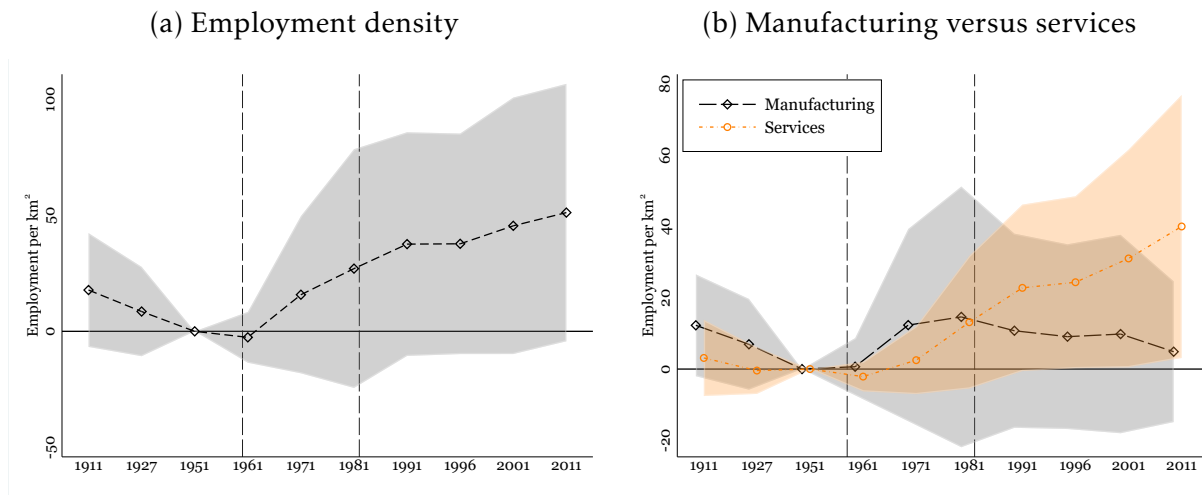 (a) Employment density
Employment per km²
100
50
0
-50
1911 1927 1951 1961 1971 1981 1991 1996 2001 2011
(b) Manufacturing versus services
Manufacturing
Services
Employment per km²
80
60
40
20
0
-20
1911 1927 1951 1961 1971 1981 1991 1996 2001 2011